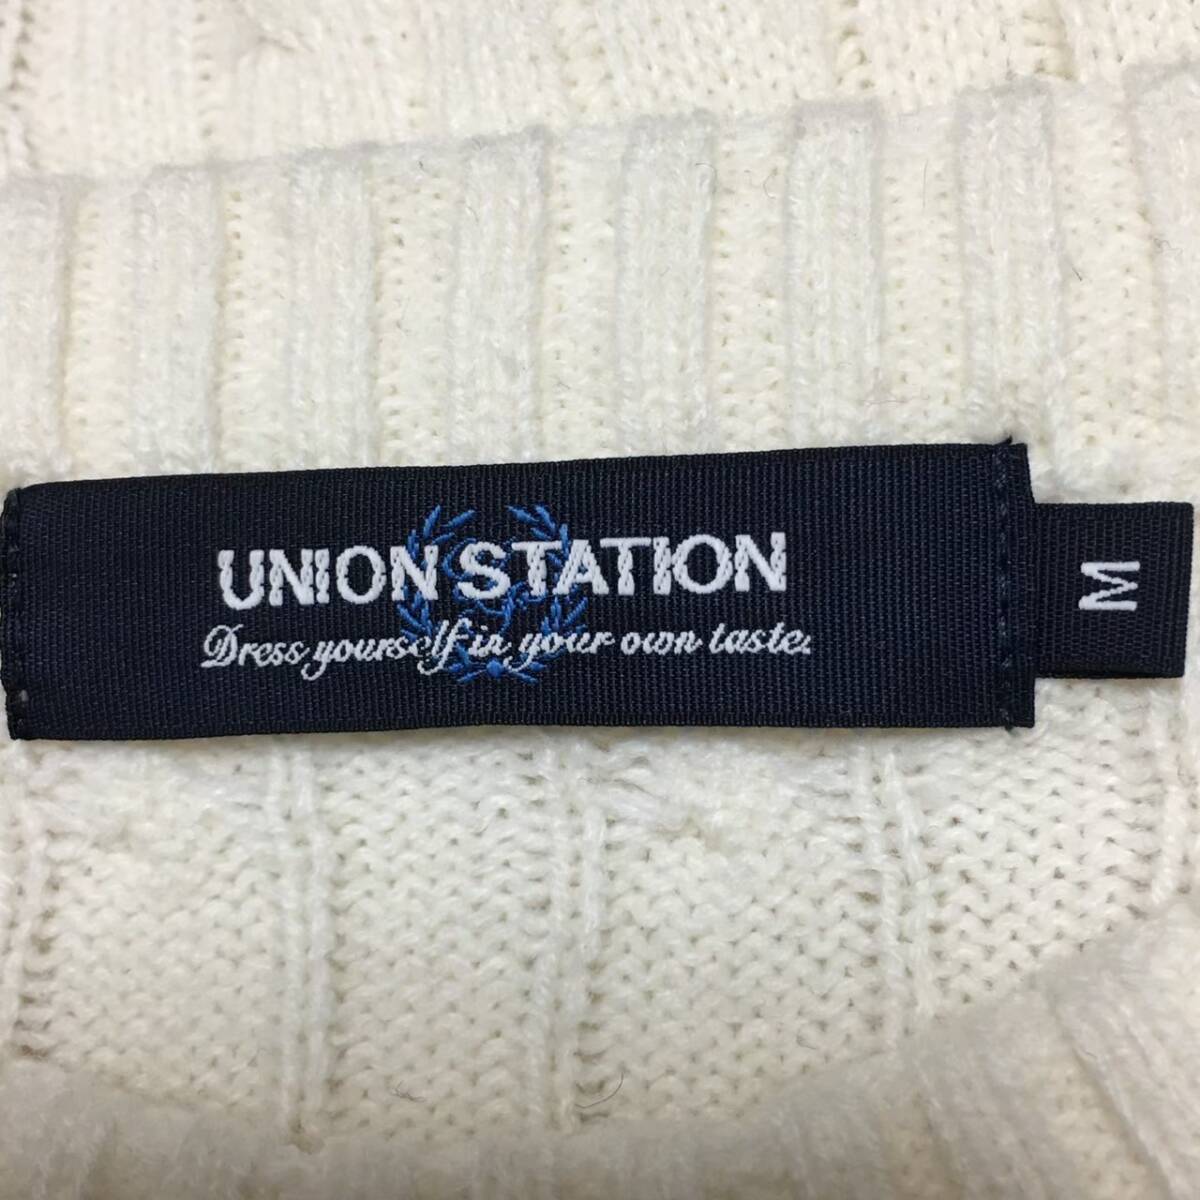 UNION STATION
Dress yourself in your own taste.
M